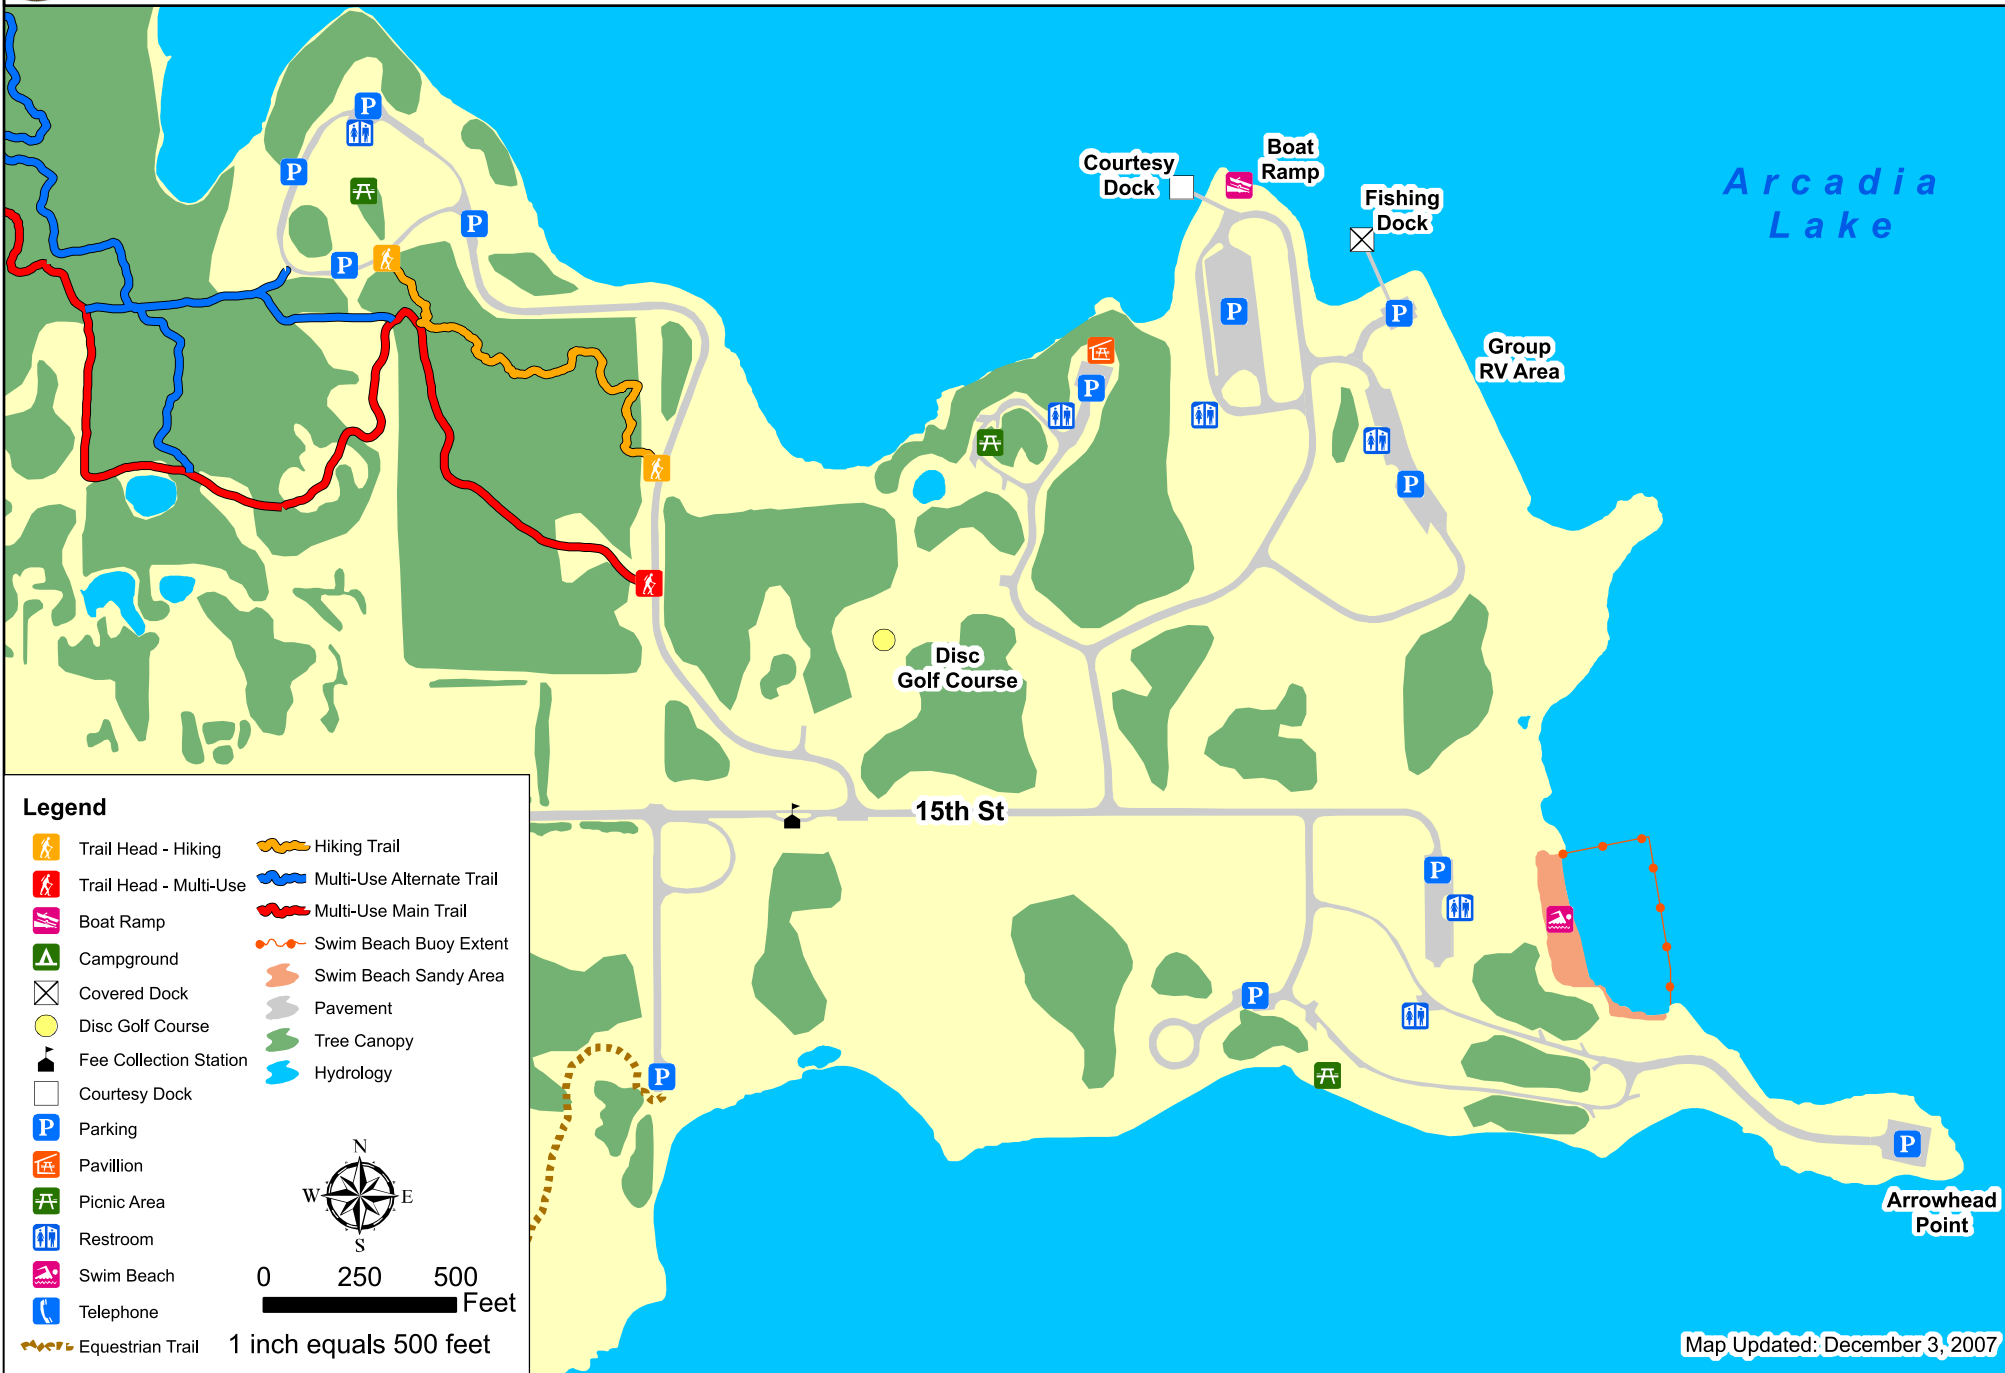 Courtesy
Dock
Boat
Ramp
Fishing
Dock
Arcadia
Lake
Group
RV Area
Disc
Golf Course
15th St
Arrowhead
Point
Legend
Trail Head - Hiking
Trail Head - Multi-Use
Boat Ramp
Campground
Covered Dock
Disc Golf Course
Fee Collection Station
Courtesy Dock
Parking
Pavillion
Picnic Area
Restroom
Swim Beach
Telephone
Equestrian Trail
Hiking Trail
Multi-Use Alternate Trail
Multi-Use Main Trail
Swim Beach Buoy Extent
Swim Beach Sandy Area
Pavement
Tree Canopy
Hydrology
N
W E
S
0 250 500
Feet
1 inch equals 500 feet
Map Updated: December 3, 2007
P
P
P
P
P
P
P
P
P
P
P
P
P
P